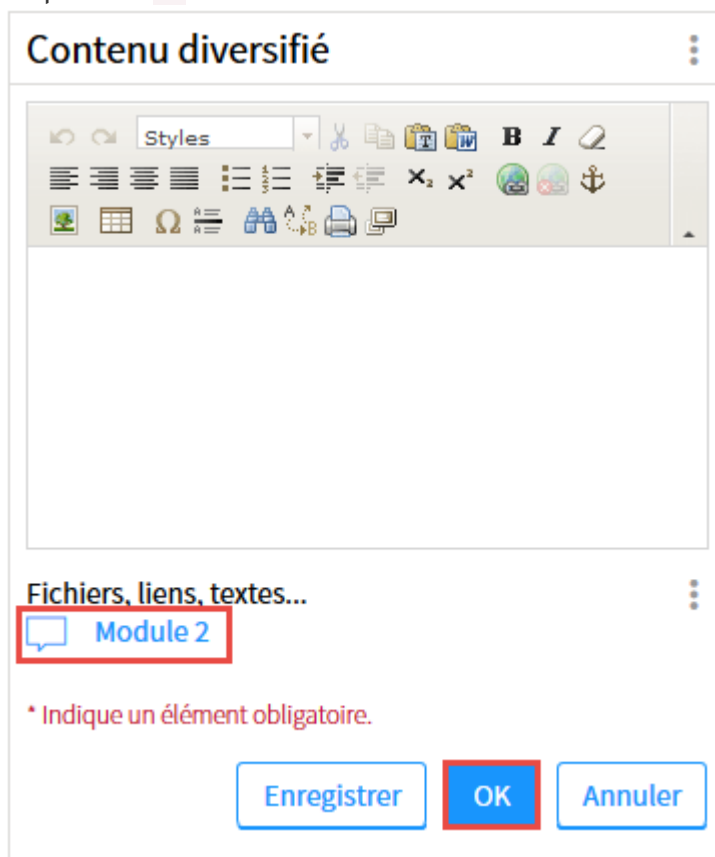 Contenu diversifié
Styles
Fichiers, liens, textes...
Module 2
* Indique un élément obligatoire.
Enregistrer OK Annuler